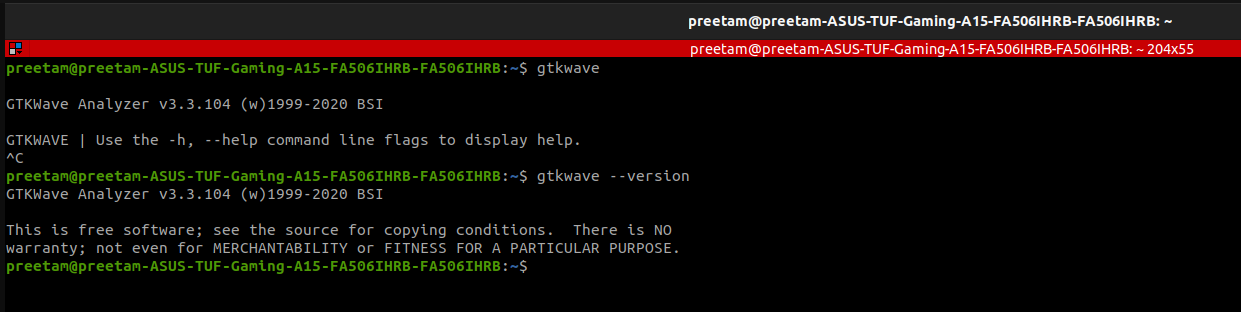 preetam@preetam-ASUS-TUF-Gaming-A15-FA506IHRB-FA506IHRB: ~
preetam@preetam-ASUS-TUF-Gaming-A15-FA506IHRB-FA506IHRB: ~ 204x55
preetam@preetam-ASUS-TUF-Gaming-A15-FA506IHRB-FA506IHRB:~$ gtkwave
GTKWave Analyzer v3.3.104 (w)1999-2020 BSI
GTKWAVE | Use the -h, --help command line flags to display help.
^C
preetam@preetam-ASUS-TUF-Gaming-A15-FA506IHRB-FA506IHRB:~$ gtkwave --version
GTKWave Analyzer v3.3.104 (w)1999-2020 BSI
This is free software; see the source for copying conditions.  There is NO
warranty; not even for MERCHANTABILITY or FITNESS FOR A PARTICULAR PURPOSE.
preetam@preetam-ASUS-TUF-Gaming-A15-FA506IHRB-FA506IHRB:~$